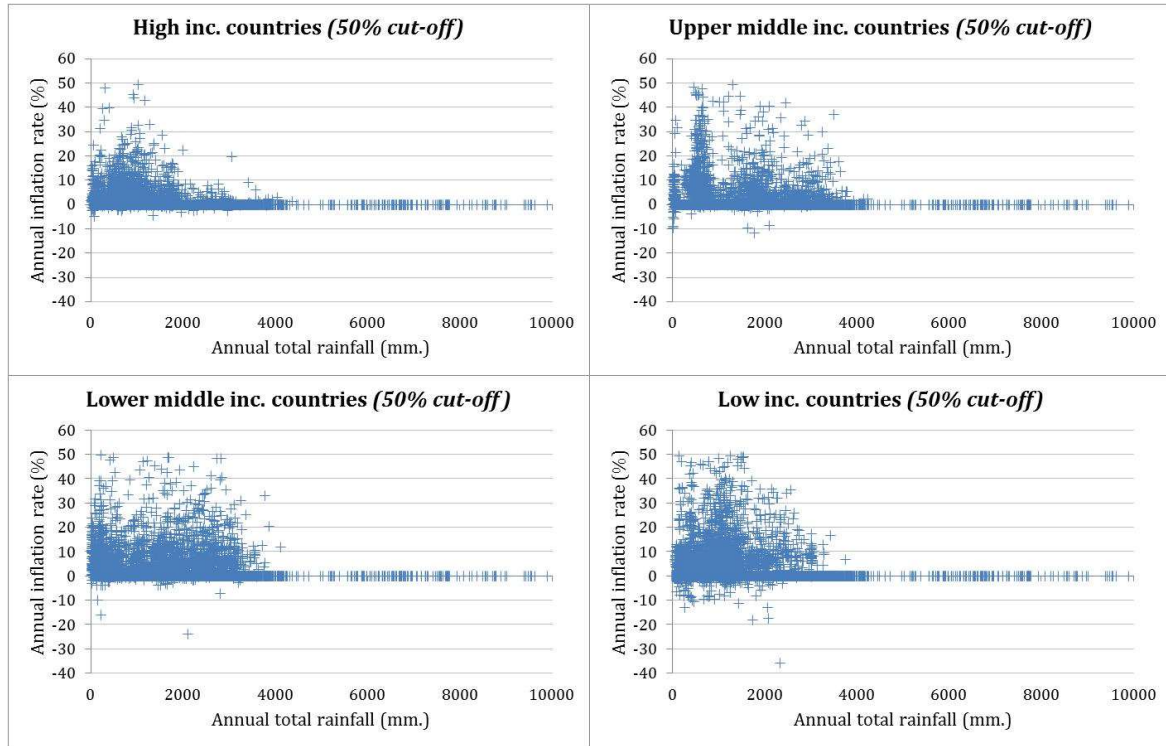 High inc. countries (50% cut-off)
Annual inflation rate (%)
60
50
40
30
20
10
0
-10
-20
-30
-40
0 2000 4000 6000 8000 10000
Annual total rainfall (mm.)
Upper middle inc. countries (50% cut-off)
Annual inflation rate (%)
60
50
40
30
20
10
0
-10
-20
-30
-40
0 2000 4000 6000 8000 10000
Annual total rainfall (mm.)
Lower middle inc. countries (50% cut-off)
Annual inflation rate (%)
60
50
40
30
20
10
0
-10
-20
-30
-40
0 2000 4000 6000 8000 10000
Annual total rainfall (mm.)
Low inc. countries (50% cut-off)
Annual inflation rate (%)
60
50
40
30
20
10
0
-10
-20
-30
-40
0 2000 4000 6000 8000 10000
Annual total rainfall (mm.)